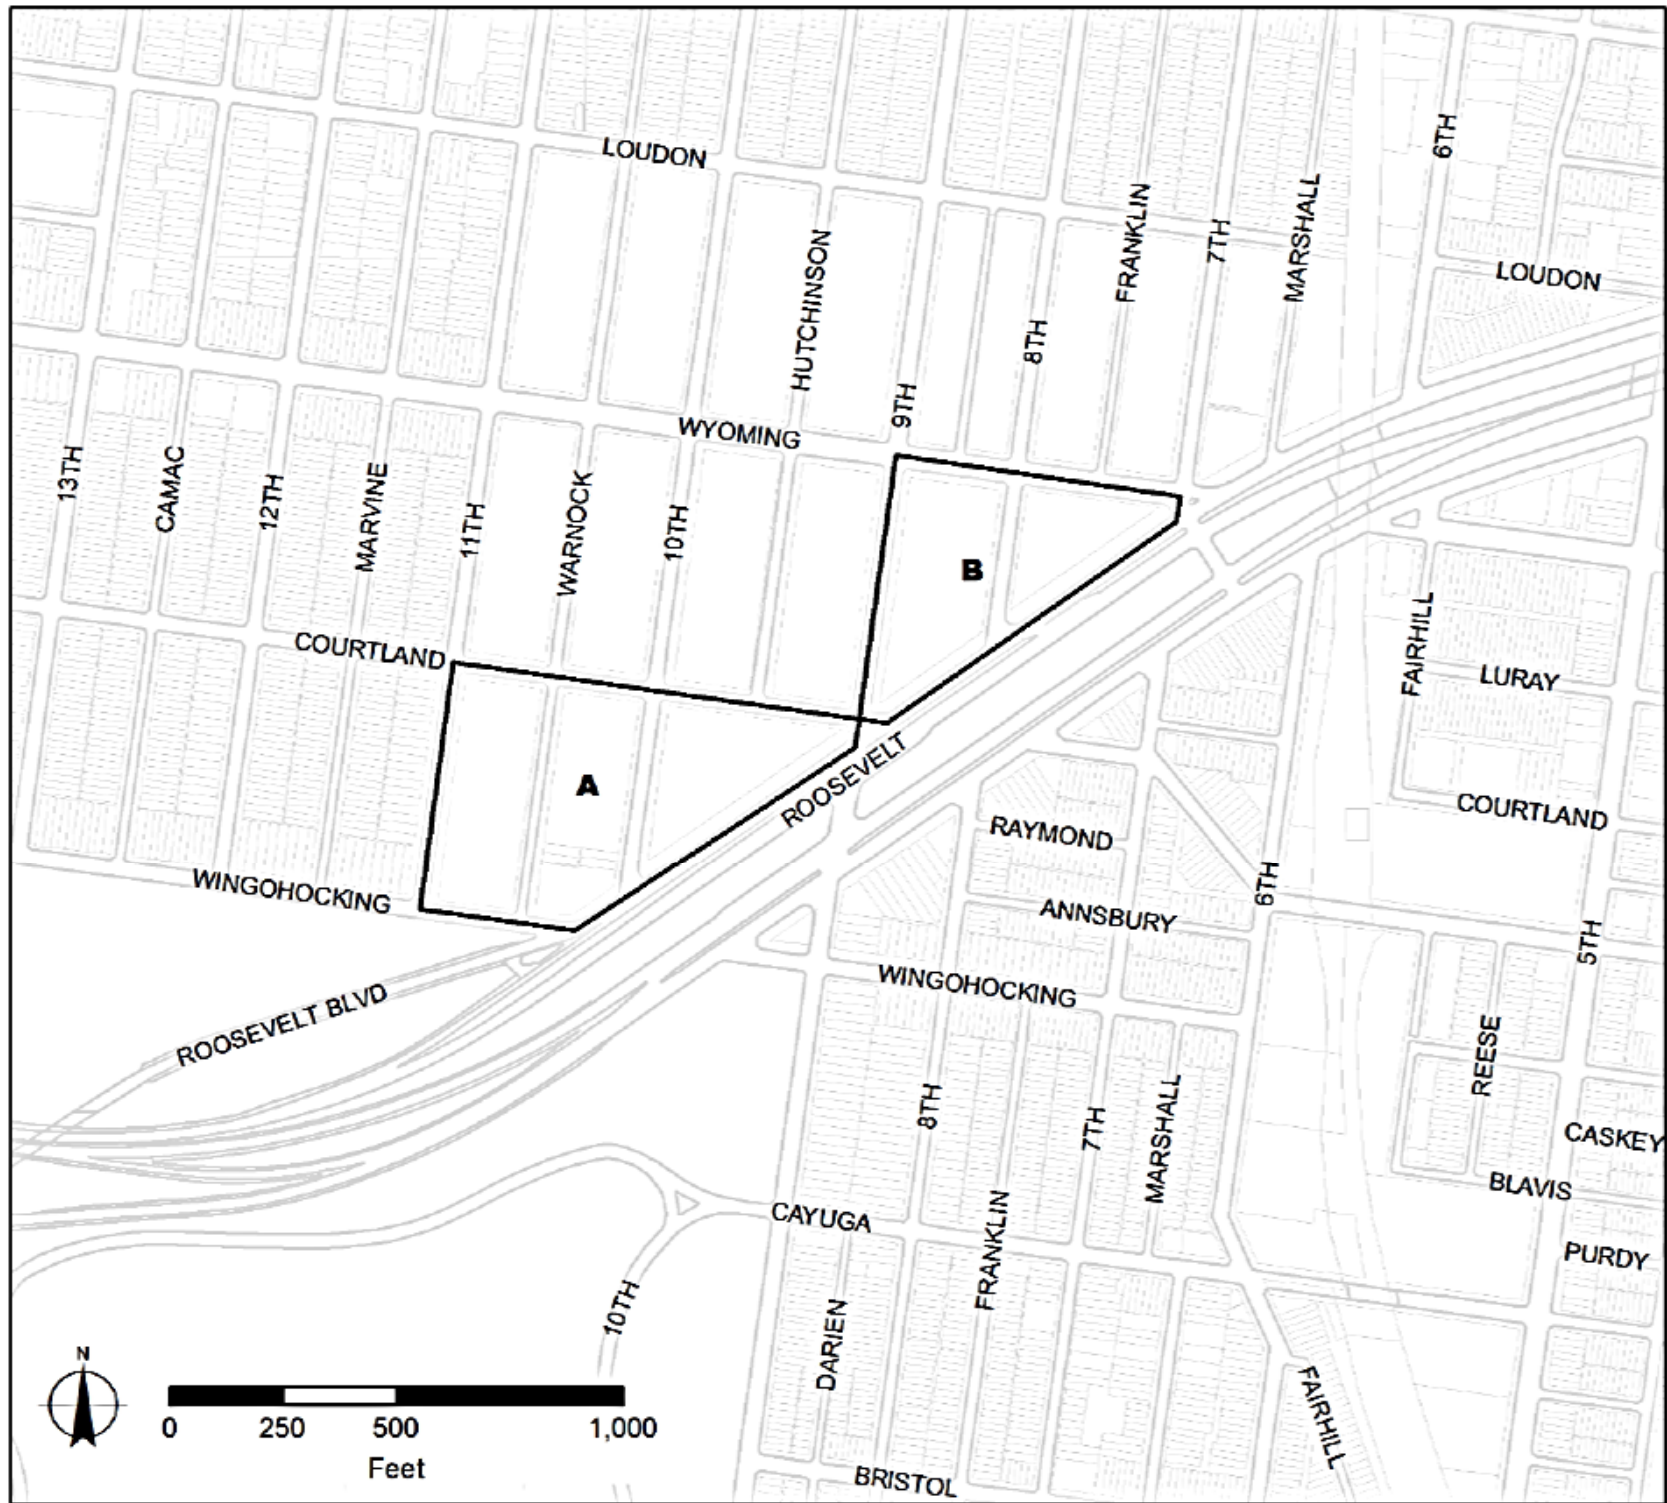 6TH
LOUDON
FRANKLIN
MARSHALL
7TH
HUTCHINSON
LOUDON
8TH
9TH
WYOMING
13TH
CAMAC
12TH
MARVINE
11TH
WARNOCK
10TH
B
FAIRHILL
COURTLAND
LURAY
A
ROOSEVELT
RAYMOND
COURTLAND
WINGOHOCKING
6TH
ANNSBURY
5TH
WINGOHOCKING
ROOSEVELT BLVD
REESE
8TH
7TH
MARSHALL
CASKEY
BLAVIS
CAYUGA
FRANKLIN
PURDY
10TH
DARIEN
FAIRHILL
N
0 250 500 1,000
Feet
BRISTOL